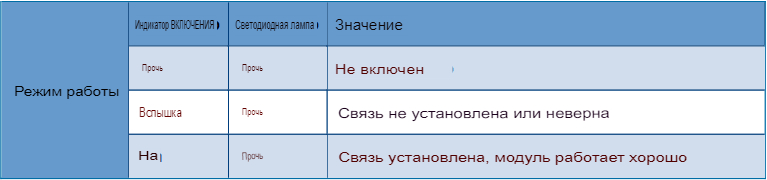 Индикатор ВКЛЮЧЕНИЯ Светодиодная лампа Значение
Прочь Прочь Не включен
Режим работы
Вспышка Прочь Связь не установлена или неверна
На Прочь Связь установлена, модуль работает хорошо